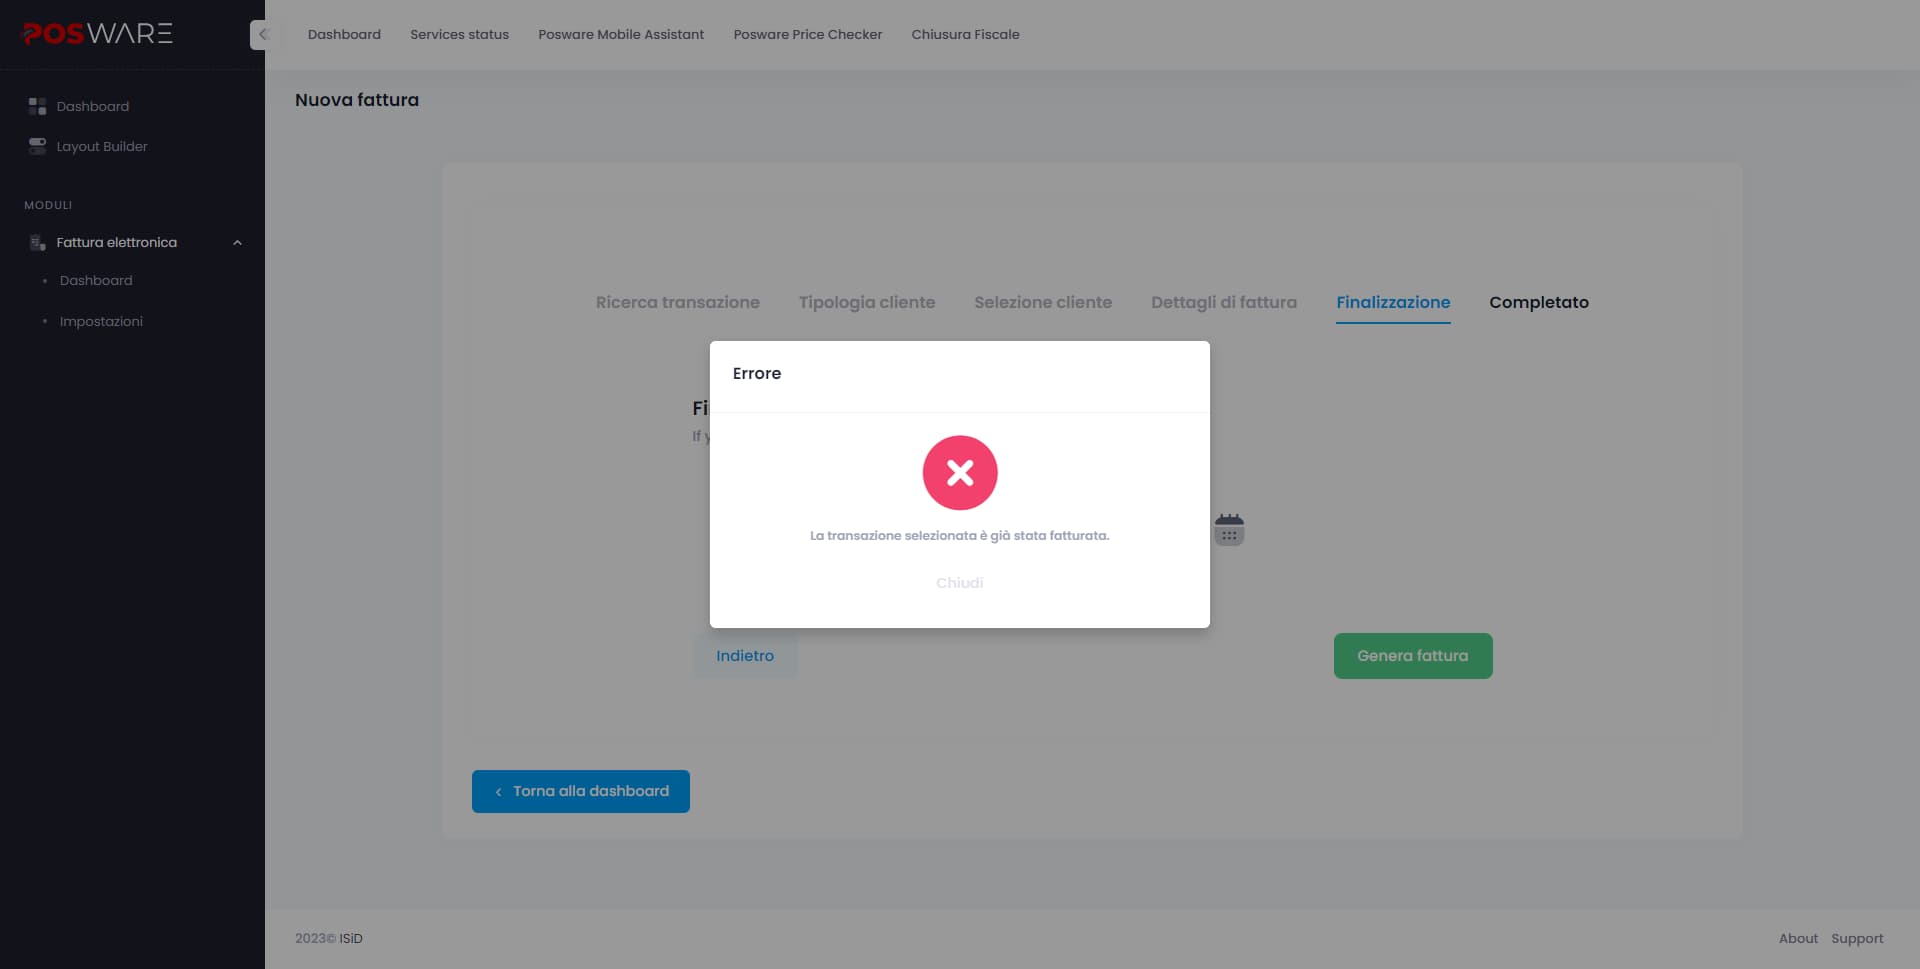 POSWARE
Dashboard
Services status
Posware Mobile Assistant
Posware Price Checker
Chiusura Fiscale
Dashboard
Layout Builder
MODULI
Fattura elettronica
Dashboard
Impostazioni
Nuova fattura
Ricerca transazione
Tipologia cliente
Selezione cliente
Dettagli di fattura
Finalizzazione
Completato
Errore
La transazione selezionata è già stata fatturata.
Chiudi
If
Indietro
Genera fattura
Torna alla dashboard
2023© ISiD
About
Support